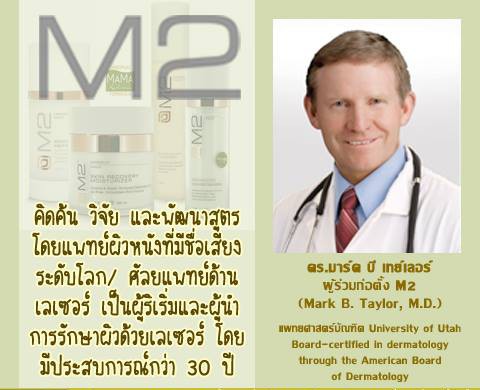 M2
MAMA
M2
M2
M2
SKIN RECOVERY
MOISTURIZER
คิดค้น วิจัย และพัฒนาสูตร
โดยแพทย์ผิวหนังที่มีชื่อเสียง
ระดับโลก/ ศัลยแพทย์ด้าน
เลเซอร์ เป็นผู้ริเริ่มและผู้นำ
การรักษาผิวด้วยเลเซอร์ โดย
มีประสบการณ์กว่า 30 ปี
ดร.มาร์ค บี เทย์เลอร์
ผู้ร่วมก่อตั้ง M2
(Mark B. Taylor, M.D.)
แพทยศาสตร์บัณฑิต University of Utah
Board-certified in dermatology
through the American Board
of Dermatology